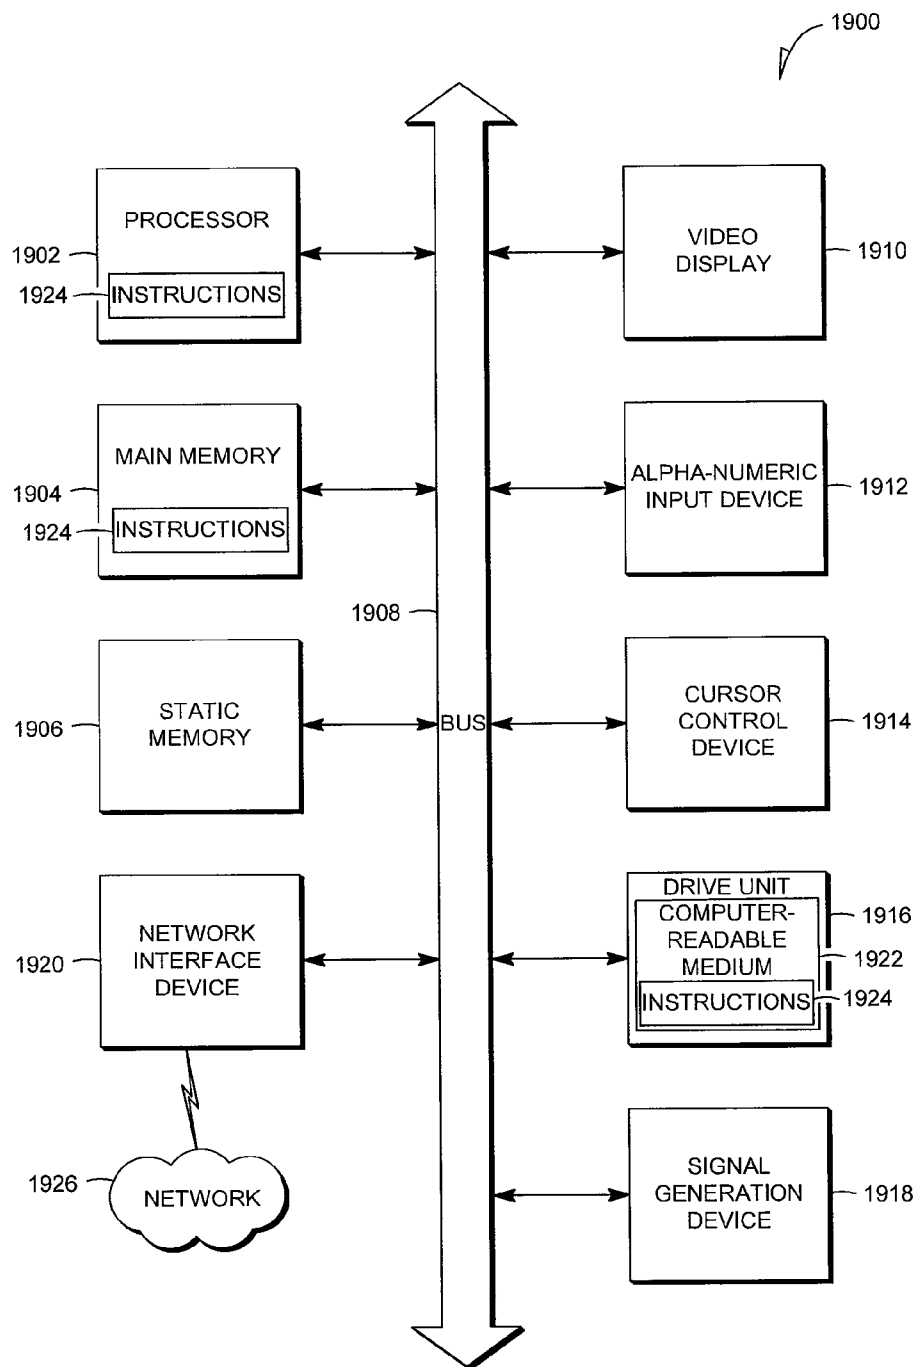 1900
PROCESSOR
1902
1924
INSTRUCTIONS
VIDEO
DISPLAY
1910
MAIN MEMORY
1904
1924
INSTRUCTIONS
ALPHA-NUMERIC
INPUT DEVICE
1912
1908
STATIC
MEMORY
1906
BUS
CURSOR
CONTROL
DEVICE
1914
NETWORK
INTERFACE
DEVICE
1920
DRIVE UNIT
COMPUTER-
READABLE
MEDIUM
INSTRUCTIONS
1916
1922
1924
1926
NETWORK
SIGNAL
GENERATION
DEVICE
1918